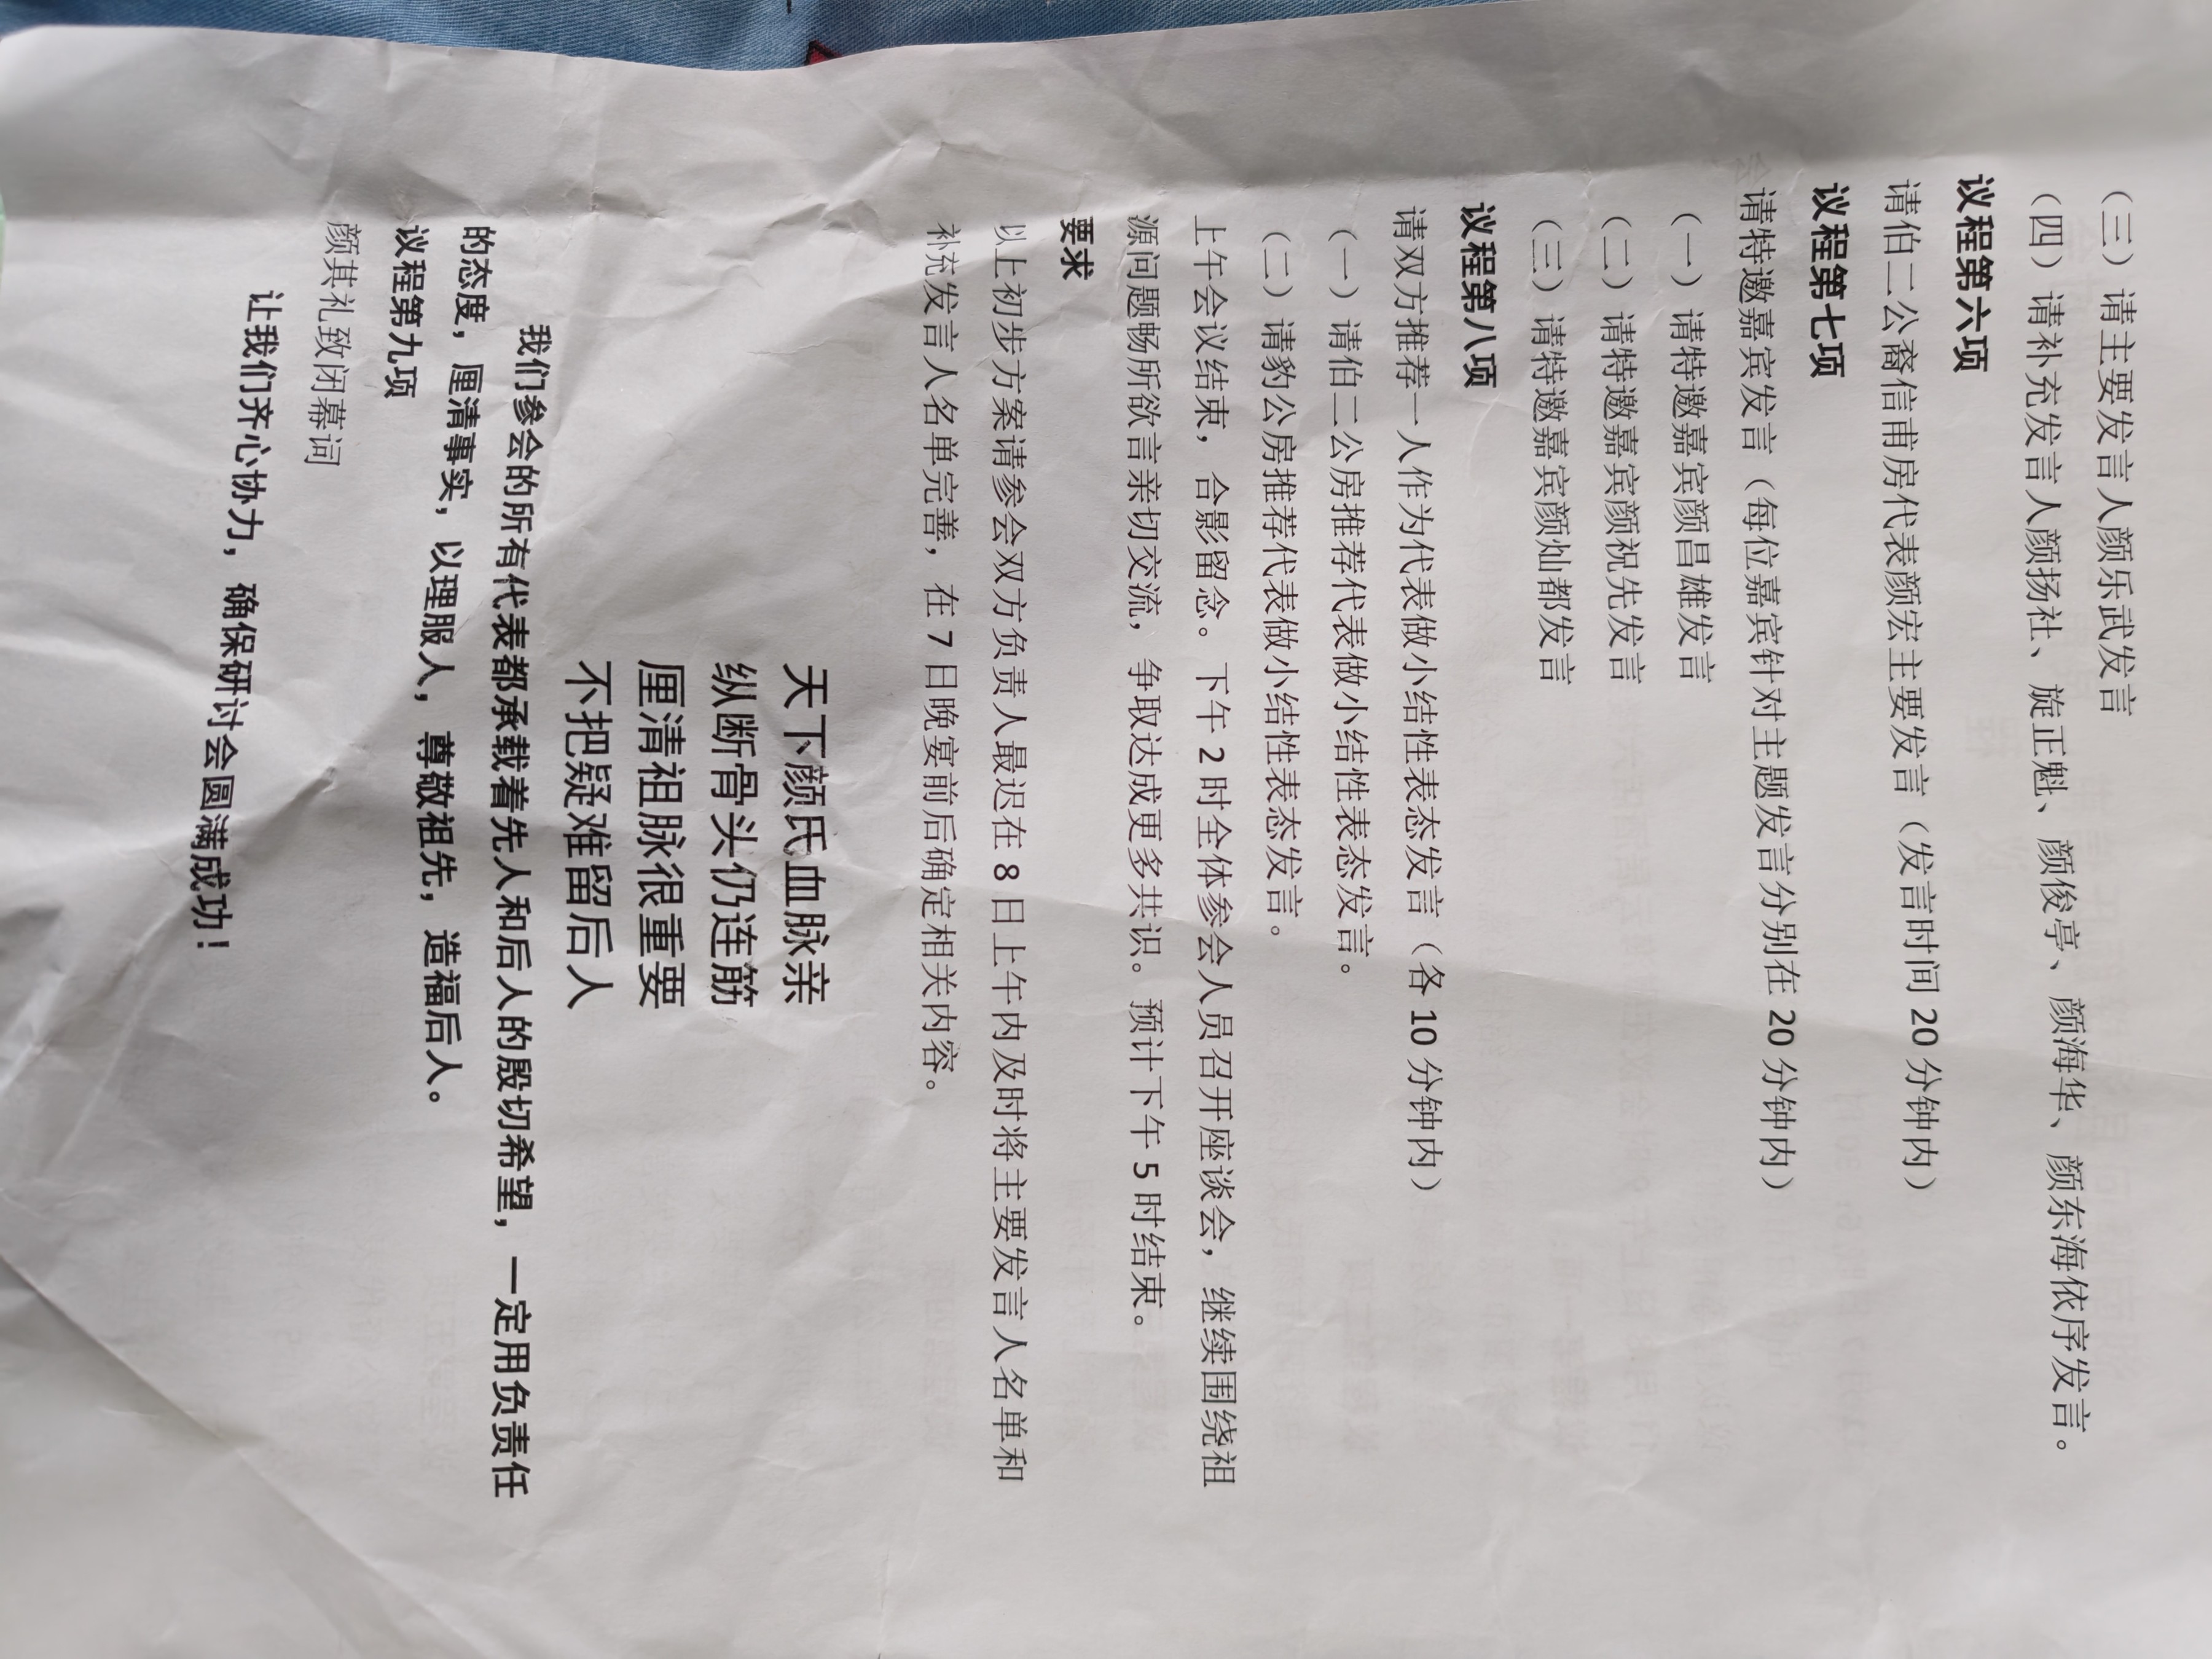 （三）请主要发言人颜乐武发言
（四）请补充发言人颜扬社、旋正魁、颜俊亭、颜海华、颜东海依序发言。
议程第六项
请伯二公裔信甫房代表颜宏主要发言（发言时间 20 分钟内）
议程第七项
请特邀嘉宾发言（每位嘉宾针对主题发言分别在 20 分钟内）
（一）请特邀嘉宾颜昌雄发言
（二）请特邀嘉宾颜祝先发言
（三）请特邀嘉宾颜灿都发言
议程第八项
请双方推荐一人作为代表做小结性表态发言（各 10 分钟内）
（一）请伯二公房推荐代表做小结性表态发言。
（二）请豹公房推荐代表做小结性表态发言。
上午会议结束，合影留念。下午 2 时全体参会人员召开座谈会，继续围绕祖
源问题畅所欲言亲切交流，争取达成更多共识。预计下午 5 时结束。
要求
以上初步方案请参会双方负责人最迟在 8 日上午内及时将主要发言人名单和
补充发言人名单完善，在 7 日晚宴前后确定相关内容。
天下颜氏血脉亲
纵断骨头仍连筋
厘清祖脉很重要
不把疑难留后人
我们参会的所有代表都承载着先人和后人的殷切希望，一定用负责任
的态度，厘清事实，以理服人，尊敬祖先，造福后人。
议程第九项
颜其礼致闭幕词
让我们齐心协力，确保研讨会圆满成功！